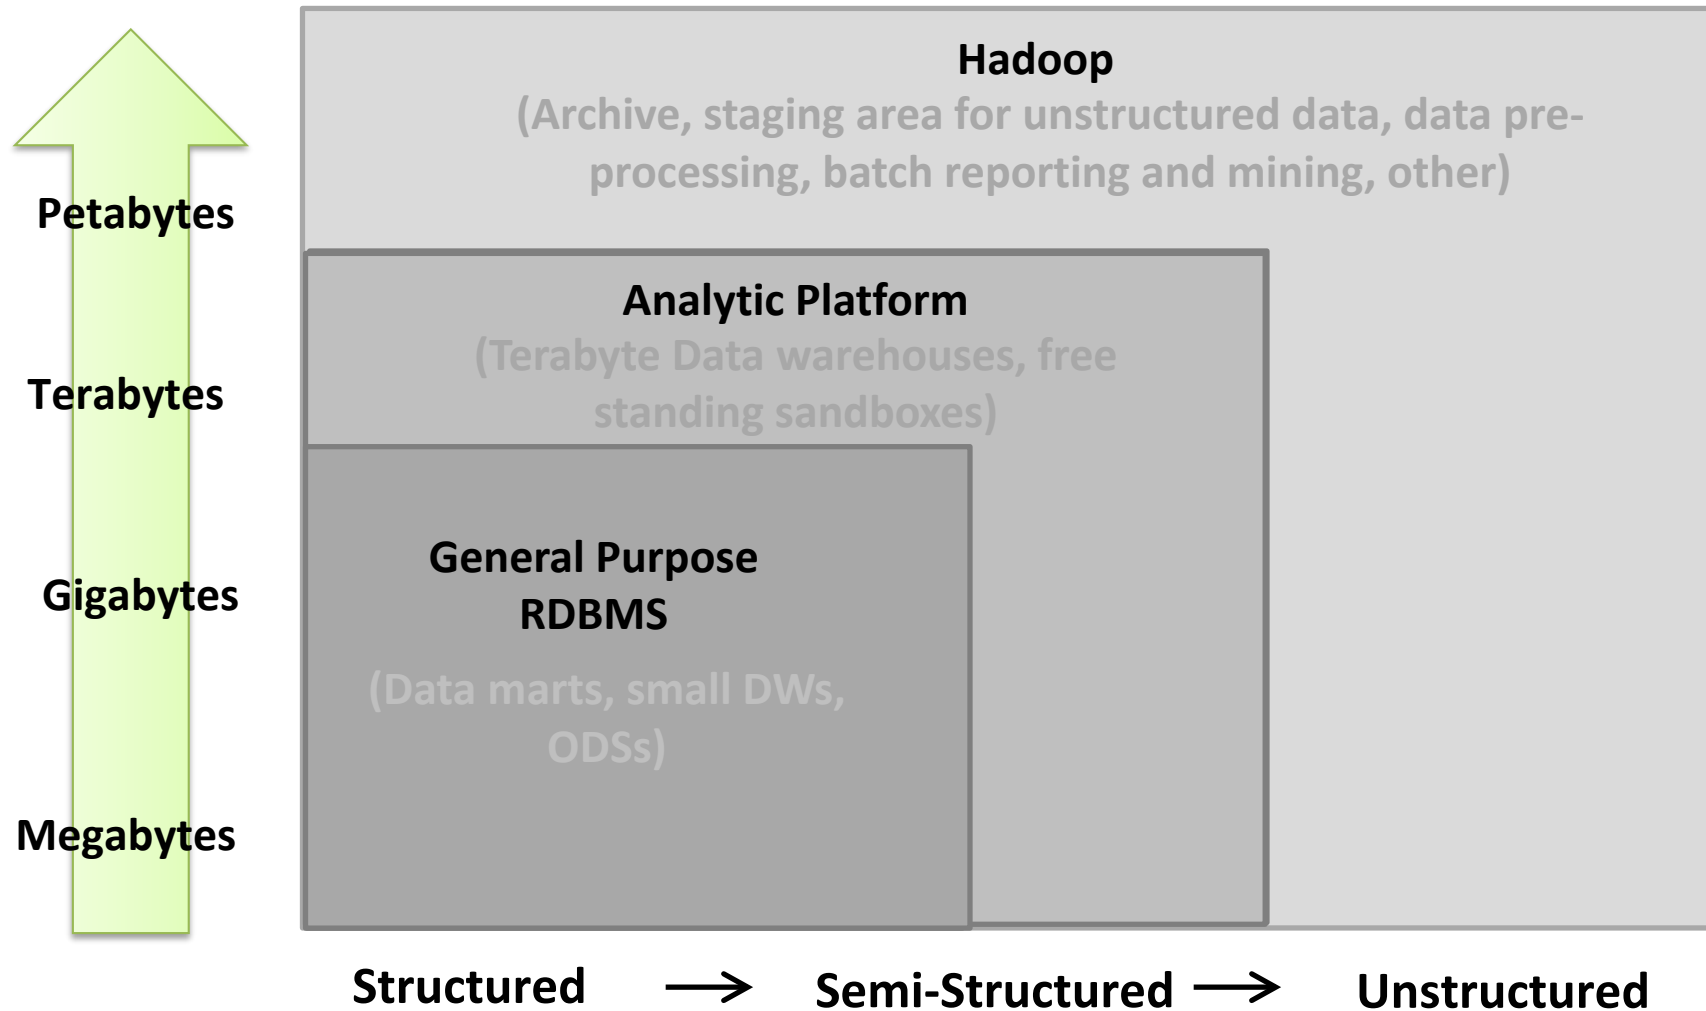 Hadoop
(Archive, staging area for unstructured data, data pre-
processing, batch reporting and mining, other)
Petabytes
Analytic Platform
(Terabyte Data warehouses, free
standing sandboxes)
Terabytes
General Purpose
RDBMS
Gigabytes
(Data marts, small DWs,
ODSs)
Megabytes
Structured → Semi-Structured → Unstructured